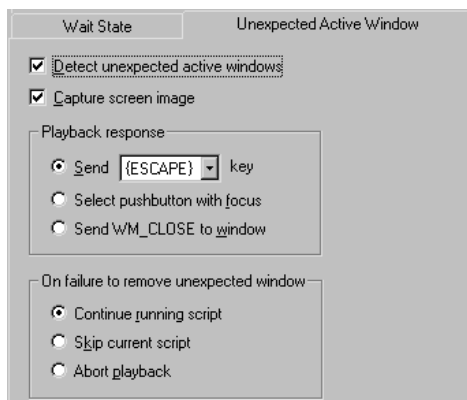 Wait State
Unexpected Active Window
Detect unexpected active windows
Capture screen image
Playback response
Send {ESCAPE} key
Select pushbutton with focus
Send WM_CLOSE to window
On failure to remove unexpected window
Continue running script
Skip current script
Abort playback